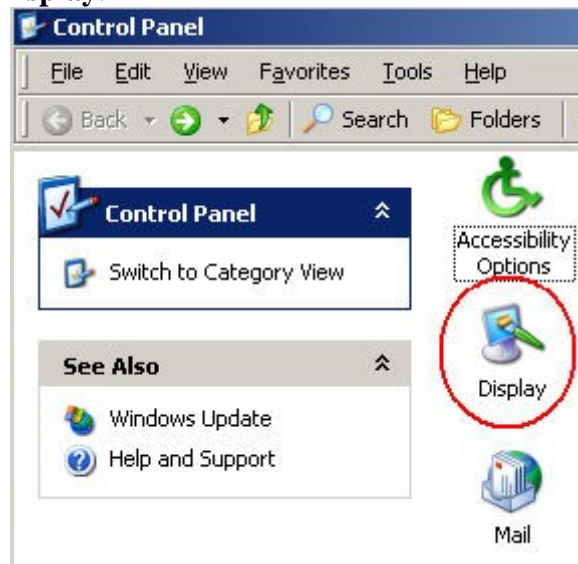 Control Panel
File Edit View Favorites Tools Help
Back Search Folders
Control Panel
Switch to Category View
See Also
Windows Update
Help and Support
Accessibility
Options
Display
Mail